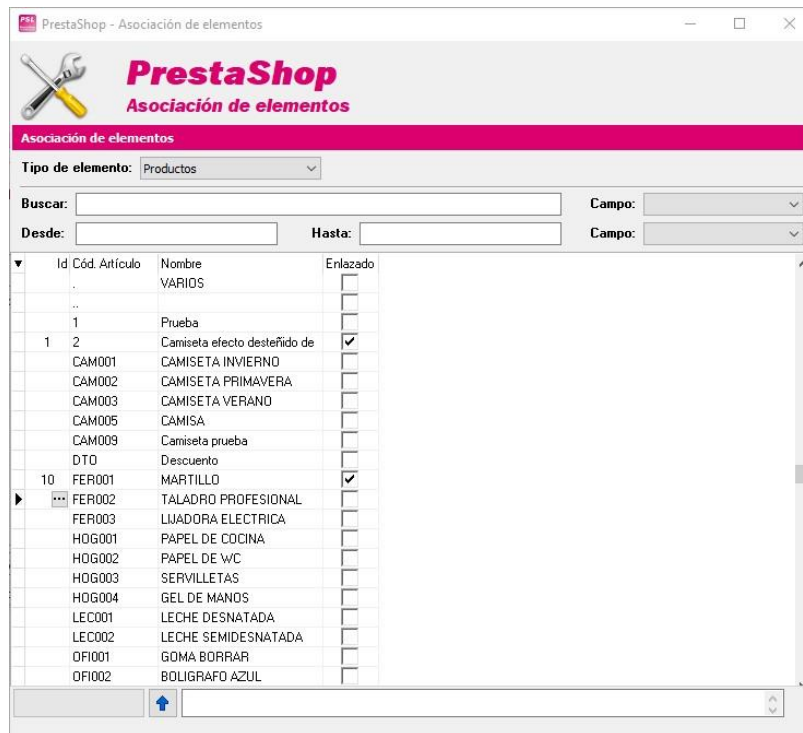 PSL PrestaShop - Asociación de elementos
PrestaShop
Asociación de elementos
Asociación de elementos
Tipo de elemento: Productos
Buscar: Campo:
Desde: Hasta: Campo:
Id Cód. Artículo Nombre Enlazado
. VARIOS
..
1 Prueba
1 2 Camiseta efecto desteñido de
CAM001 CAMISETA INVIERNO
CAM002 CAMISETA PRIMAVERA
CAM003 CAMISETA VERANO
CAM005 CAMISA
CAM009 Camiseta prueba
DTO Descuento
10 FER001 MARTILLO
... FER002 TALADRO PROFESIONAL
FER003 LIJADORA ELECTRICA
HOG001 PAPEL DE COCINA
HOG002 PAPEL DE WC
HOG003 SERVILLETAS
HOG004 GEL DE MANOS
LEC001 LECHE DESNATADA
LEC002 LECHE SEMIDESNATADA
OFI001 GOMA BORRAR
OFI002 BOLIGRAFO AZUL